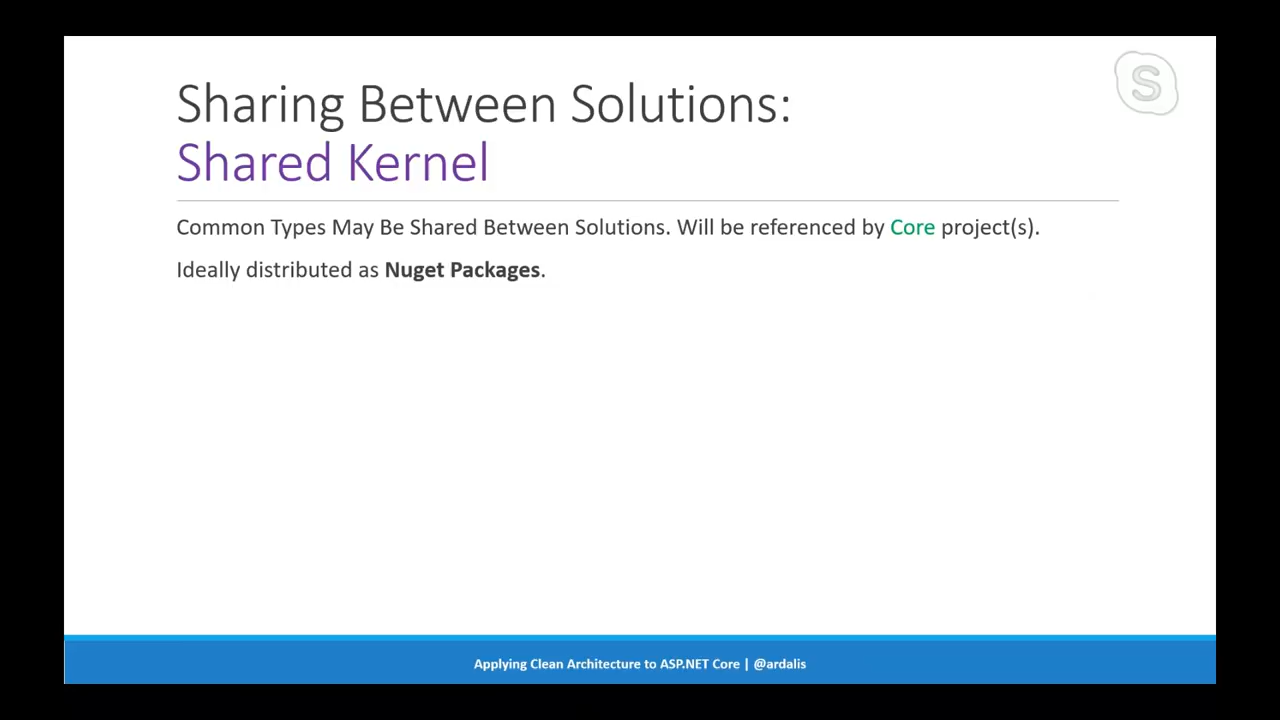 Sharing Between Solutions:
Shared Kernel
Common Types May Be Shared Between Solutions. Will be referenced by Core project(s).
Ideally distributed as Nuget Packages.
S
Applying Clean Architecture to ASP.NET Core | @ardalis